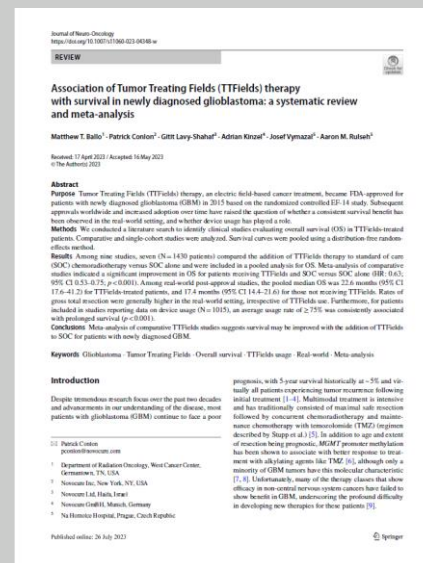 Journal of Neuro-Oncology
https://doi.org/10.1007/s11060-023-04348-w
REVIEW
Association of Tumor Treating Fields (TTFields) therapy
with survival in newly diagnosed glioblastoma: a systematic review
and meta-analysis
Matthew T. Ballo¹ · Patrick Conlon² · Gitit Lavy-Shahaf³ · Adrian Kinzel⁴ · Josef Vymazal⁵ · Aaron M. Rulseh⁵
Received: 17 April 2023 / Accepted: 16 May 2023
© The Author(s) 2023
Abstract
Purpose Tumor Treating Fields (TTFields) therapy, an electric field-based cancer treatment, became FDA-approved for
patients with newly diagnosed glioblastoma (GBM) in 2015 based on the randomized controlled EF-14 study. Subsequent
approvals worldwide and increased adoption over time have raised the question of whether a consistent survival benefit has
been observed in the real-world setting, and whether device usage has played a role.
Methods We conducted a literature search to identify clinical studies evaluating overall survival (OS) in TTFields-treated
patients. Comparative and single-cohort studies were analyzed. Survival curves were pooled using a distribution-free random-
effects method.
Results Among nine studies, seven (N = 1430 patients) compared the addition of TTFields therapy to standard of care
(SOC) chemoradiotherapy versus SOC alone and were included in a pooled analysis for OS. Meta-analysis of comparative
studies indicated a significant improvement in OS for patients receiving TTFields and SOC versus SOC alone (HR: 0.63;
95% CI 0.53–0.75; p < 0.001). Among real-world post-approval studies, the pooled median OS was 22.6 months (95% CI
17.6–41.2) for TTFields-treated patients, and 17.4 months (95% CI 14.4–21.6) for those not receiving TTFields. Rates of
gross total resection were generally higher in the real-world setting, irrespective of TTFields use. Furthermore, for patients
included in studies reporting data on device usage (N = 1015), an average usage rate of ≥ 75% was consistently associated
with prolonged survival (p < 0.001).
Conclusions Meta-analysis of comparative TTFields studies suggests survival may be improved with the addition of TTFields
to SOC for patients with newly diagnosed GBM.
Keywords Glioblastoma · Tumor Treating Fields · Overall survival · TTFields usage · Real-world · Meta-analysis
Introduction
Despite tremendous research focus over the past two decades
and advancements in our understanding of the disease, most
patients with glioblastoma (GBM) continue to face a poor
Patrick Conlon
pconlon@novocure.com
1 Department of Radiation Oncology, West Cancer Center,
Germantown, TN, USA
2 Novocure Inc, New York, NY, USA
3 Novocure Ltd, Haifa, Israel
4 Novocure GmbH, Munich, Germany
5 Na Homolce Hospital, Prague, Czech Republic
prognosis, with 5-year survival historically at ~ 5% and vir-
tually all patients experiencing tumor recurrence following
initial treatment [1–4]. Multimodal treatment is intensive
and has traditionally consisted of maximal safe resection
followed by concurrent chemoradiotherapy and mainte-
nance chemotherapy with temozolomide (TMZ) (regimen
described by Stupp et al.) [5]. In addition to age and extent
of resection being prognostic, MGMT promoter methylation
has been shown to associate with better response to treat-
ment with alkylating agents like TMZ [6], although only a
minority of GBM tumors have this molecular characteristic
[7, 8]. Unfortunately, many of the therapy classes that show
efficacy in non-central nervous system cancers have failed to
show benefit in GBM, underscoring the profound difficulty
in developing new therapies for these patients [9].
Published online: 26 July 2023
Springer